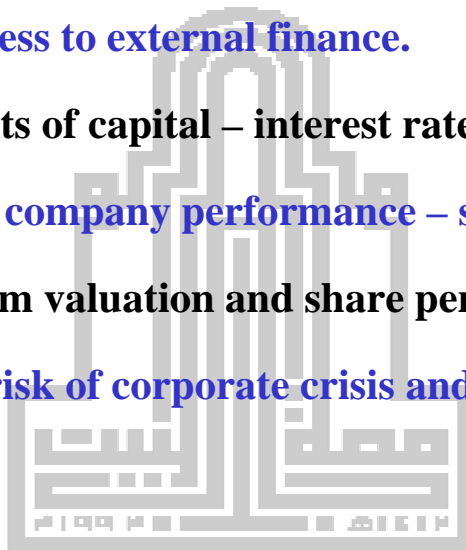 ess to external finance.
ts of capital – interest rate
company performance – s
m valuation and share per
risk of corporate crisis and